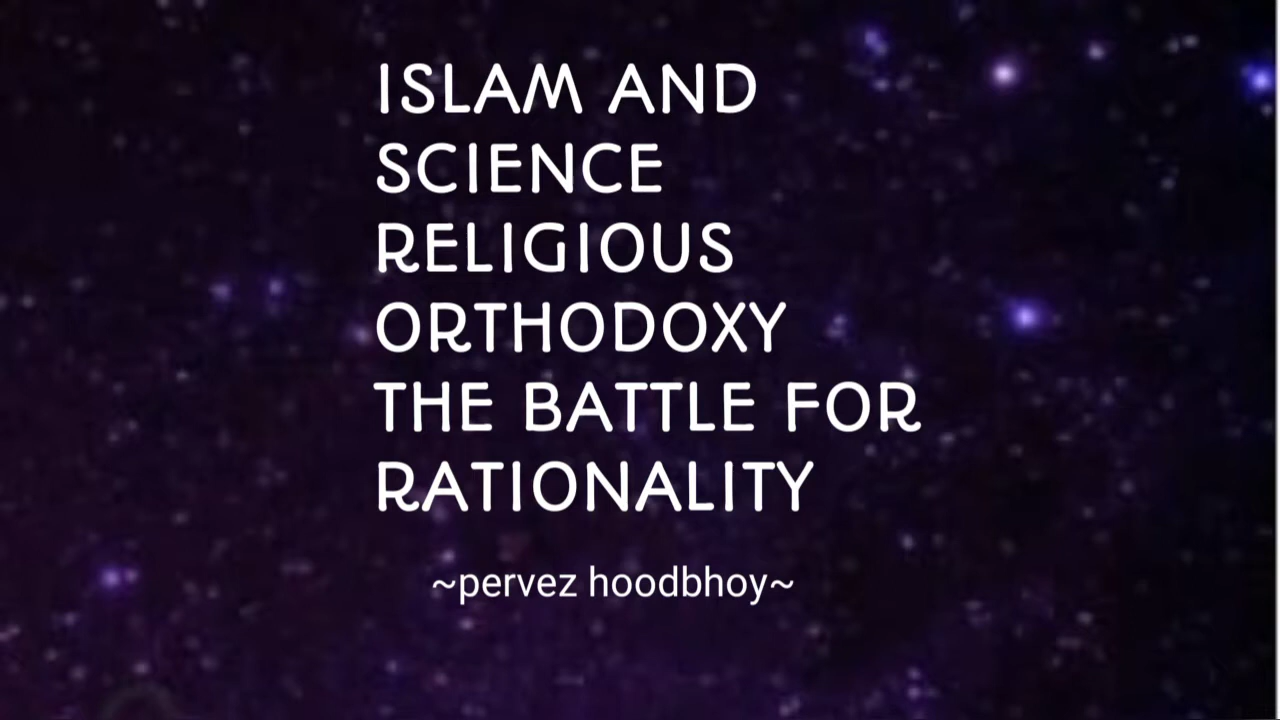 ISLAM AND
SCIENCE
RELIGIOUS
ORTHODOXY
THE BATTLE FOR
RATIONALITY
~pervez hoodbhoy~